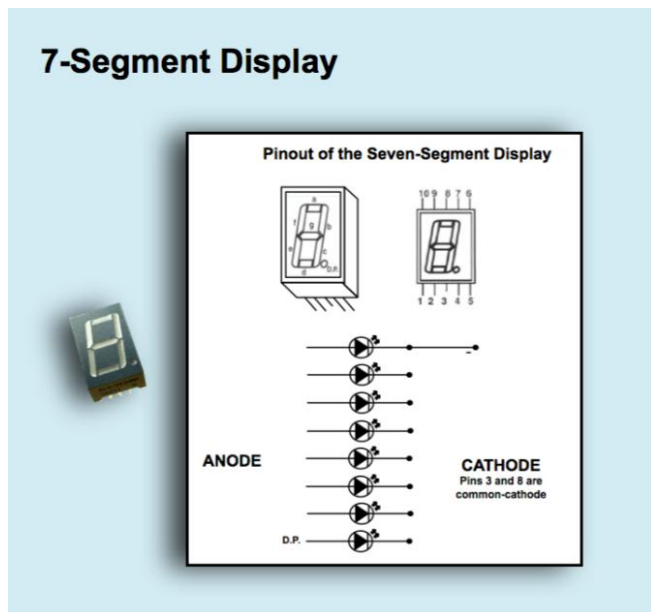 7-Segment Display
Pinout of the Seven-Segment Display
10 9 8 7 6
a
f
b
g
e
c
d
D.P.
1 2 3 4 5
ANODE
CATHODE
Pins 3 and 8 are
common-cathode
D.P.